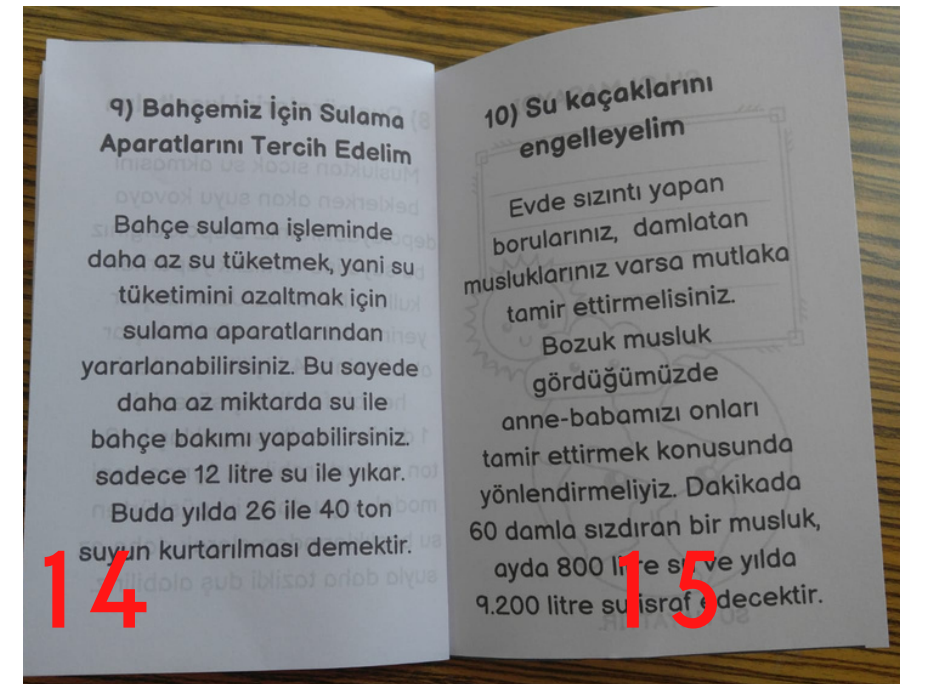 9) Bahçemiz İçin Sulama
Aparatlarını Tercih Edelim
Bahçe sulama işleminde
daha az su tüketmek, yani su
tüketimini azaltmak için
sulama aparatlarından
yararlanabilirsiniz. Bu sayede
daha az miktarda su ile
bahçe bakımı yapabilirsiniz.
sadece 12 litre su ile yıkar.
Buda yılda 26 ile 40 ton
suyun kurtarılması demektir.
14
10) Su kaçaklarını
engelleyelim
Evde sızıntı yapan
borularınız, damlatan
musluklarınız varsa mutlaka
tamir ettirmelisiniz.
Bozuk musluk
gördüğümüzde
anne-babamızı onları
tamir ettirmek konusunda
yönlendirmeliyiz. Dakikada
60 damla sızdıran bir musluk,
ayda 800 litre su ve yılda
9.200 litre su israf edecektir.
15